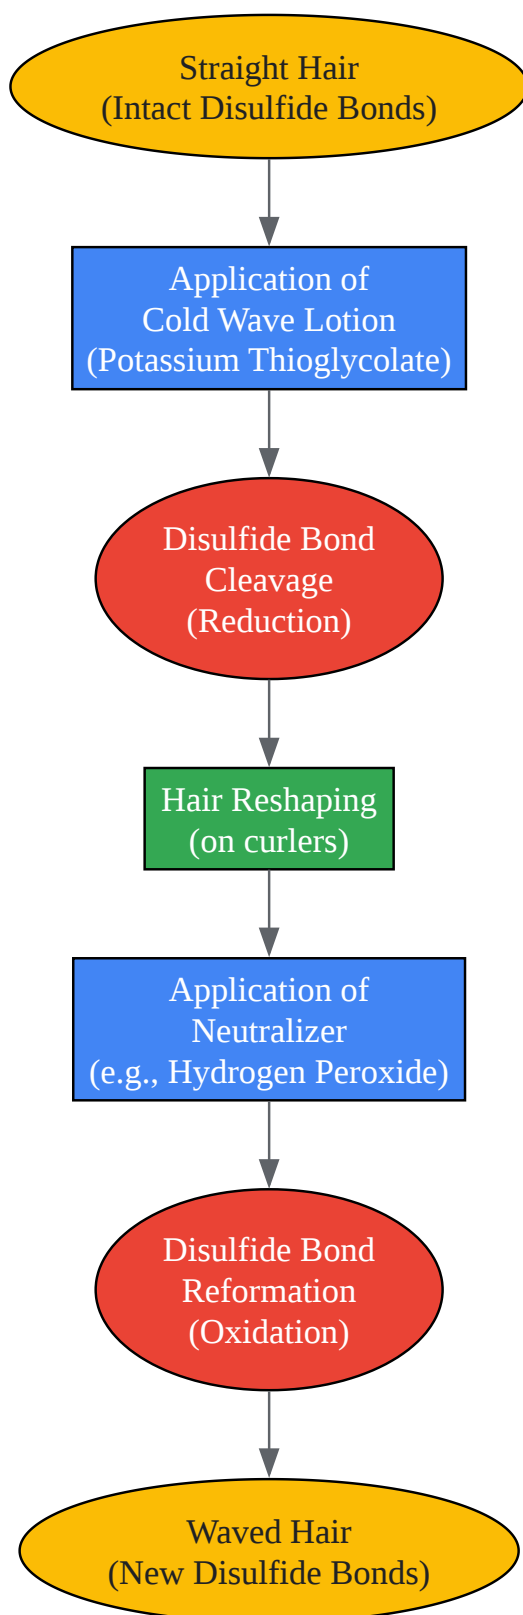 Straight Hair
(Intact Disulfide Bonds)
Application of
Cold Wave Lotion
(Potassium Thioglycolate)
Disulfide Bond
Cleavage
(Reduction)
Hair Reshaping
(on curlers)
Application of
Neutralizer
(e.g., Hydrogen Peroxide)
Disulfide Bond
Reformation
(Oxidation)
Waved Hair
(New Disulfide Bonds)